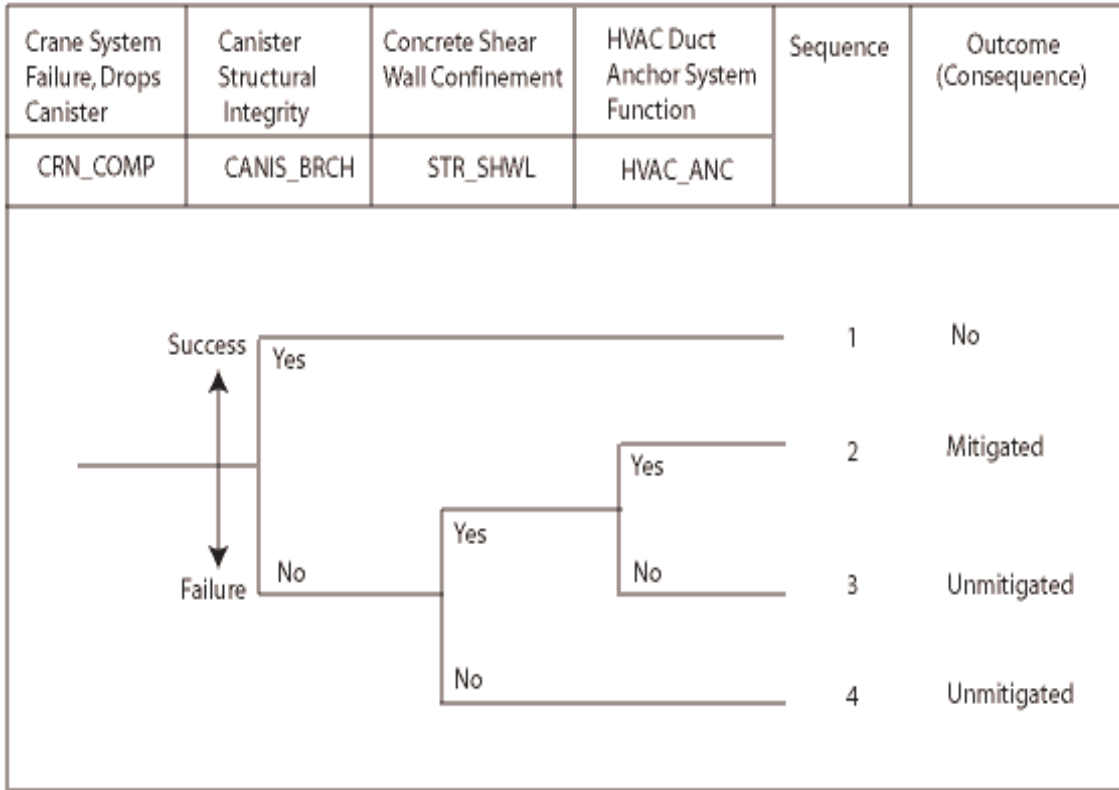 Crane System
Failure, Drops
Canister
Canister
Structural
Integrity
Concrete Shear
Wall Confinement
HVAC Duct
Anchor System
Function
Sequence
Outcome
(Consequence)
CRN_COMP
CANIS_BRCH
STR_SHWL
HVAC_ANC
Success
Yes
1
No
Yes
2
Mitigated
Yes
Failure
No
No
3
Unmitigated
No
4
Unmitigated